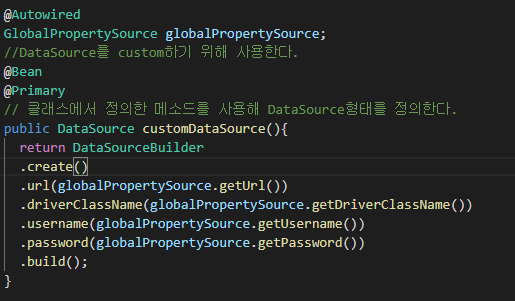 @Autowired
GlobalPropertySource globalPropertySource;
//DataSource를 custom하기 위해 사용한다.
@Bean
@Primary
// 클래스에서 정의한 메소드를 사용해 DataSource형태를 정의한다.
public DataSource customDataSource(){
return DataSourceBuilder
.create()
.url(globalPropertySource.getUrl())
.driverClassName(globalPropertySource.getDriverClassName())
.username(globalPropertySource.getUsername())
.password(globalPropertySource.getPassword())
.build();
}